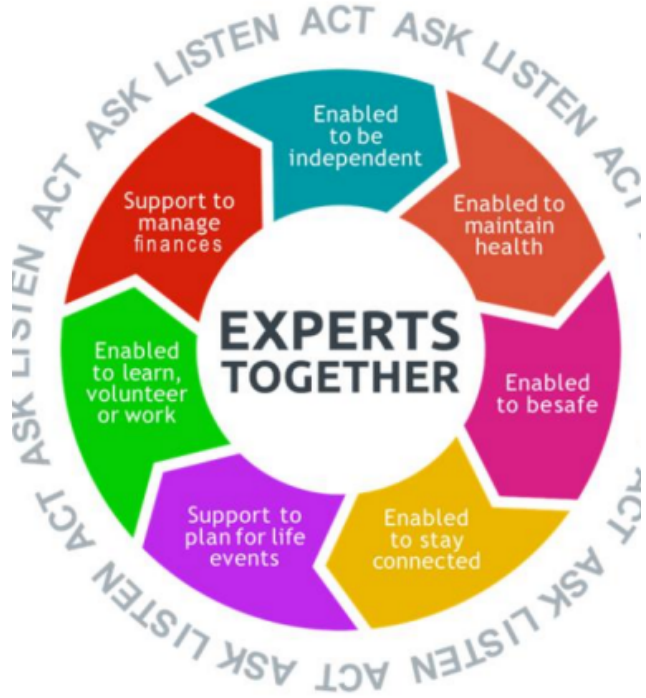 ASK LISTEN ACT ASK LISTEN ACT
ACT ASK LISTEN ACT ASK LISTEN ACT ASK LISTEN ACT
Enabled
to be
independent
Enabled to
maintain
health
Enabled
to besafe
Enabled
to stay
connected
Support to
plan for life
events
Enabled
to learn,
volunteer
or work
Support to
manage
finances
EXPERTS
TOGETHER